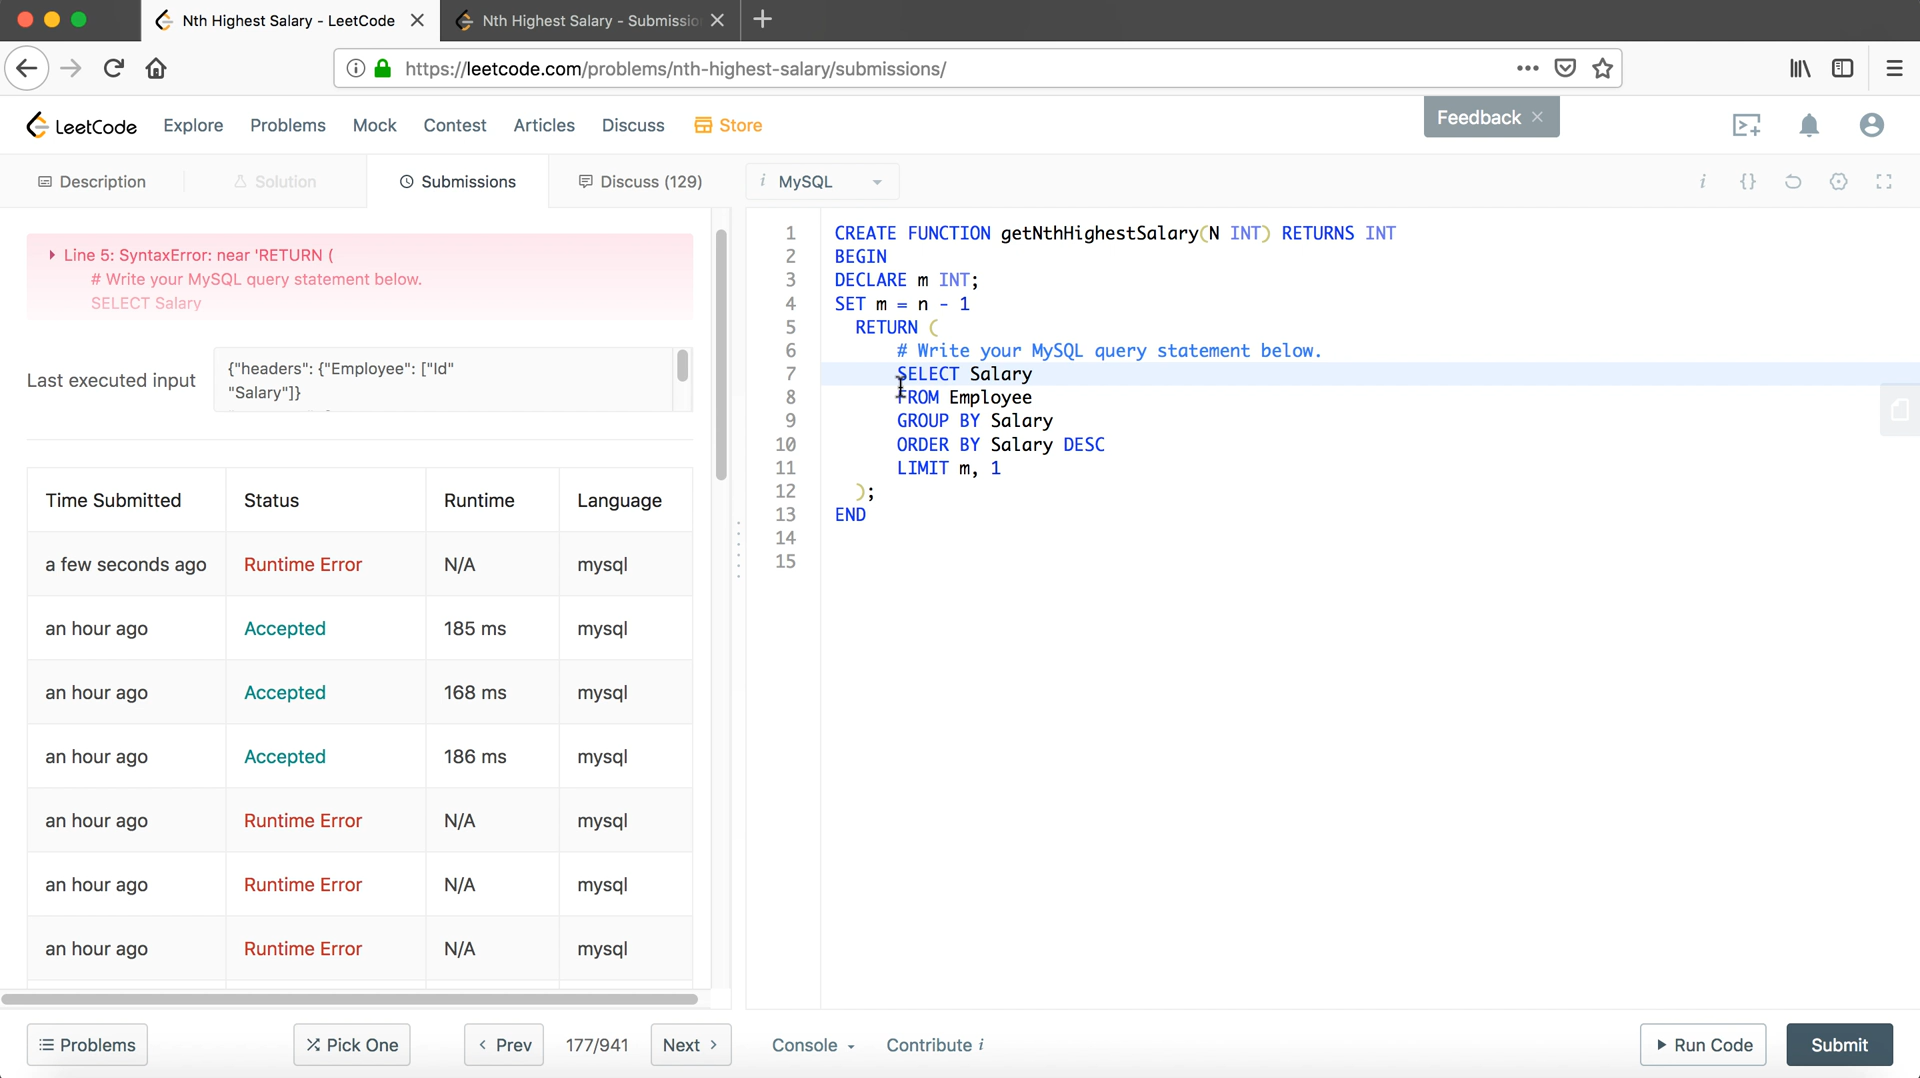 Nth Highest Salary - LeetCode
Nth Highest Salary - Submissio
https://leetcode.com/problems/nth-highest-salary/submissions/
LeetCode Explore Problems Mock Contest Articles Discuss Store
Feedback ×
Description Solution Submissions Discuss (129)
i MySQL
i {}
Line 5: SyntaxError: near 'RETURN (
# Write your MySQL query statement below.
SELECT Salary
Last executed input
{"headers": {"Employee": ["Id"
"Salary"]}
Time Submitted Status Runtime Language
a few seconds ago Runtime Error N/A mysql
an hour ago Accepted 185 ms mysql
an hour ago Accepted 168 ms mysql
an hour ago Accepted 186 ms mysql
an hour ago Runtime Error N/A mysql
an hour ago Runtime Error N/A mysql
an hour ago Runtime Error N/A mysql
1 CREATE FUNCTION getNthHighestSalary(N INT) RETURNS INT
2 BEGIN
3 DECLARE m INT;
4 SET m = n - 1
5 RETURN (
6 # Write your MySQL query statement below.
7 SELECT Salary
8 FROM Employee
9 GROUP BY Salary
10 ORDER BY Salary DESC
11 LIMIT m, 1
12 );
13 END
14
15
Problems Pick One < Prev 177/941 Next > Console Contribute i Run Code Submit